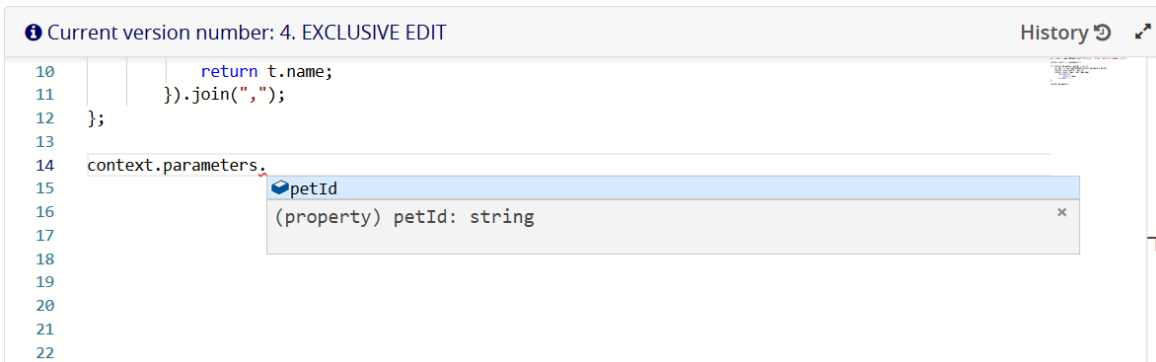 Current version number: 4. EXCLUSIVE EDIT History
10 return t.name;
11 }).join(",");
12 };
13
14 context.parameters.
15 petId
16 (property) petId: string ×
17
18
19
20
21
22